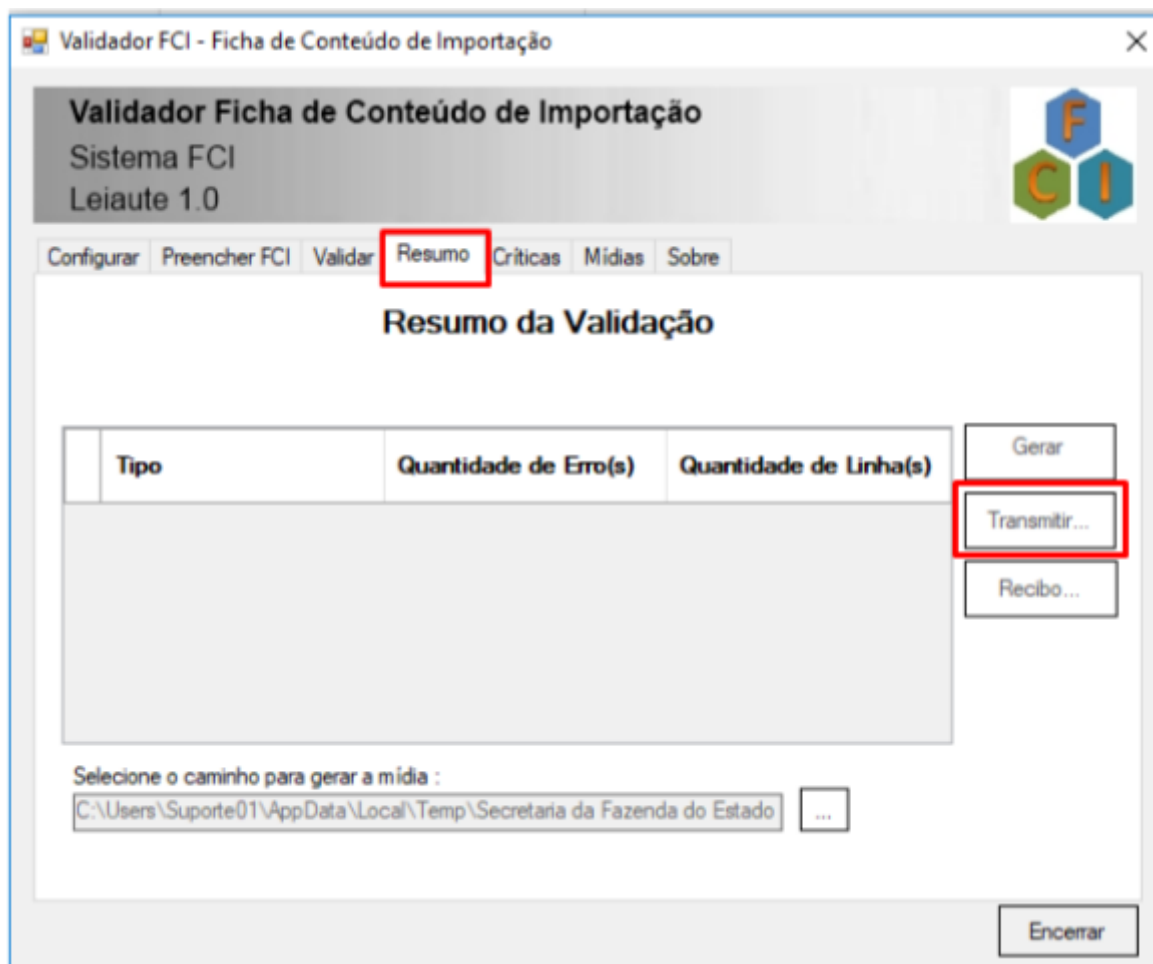 Validador FCI - Ficha de Conteúdo de Importação
Validador Ficha de Conteúdo de Importação
Sistema FCI
Leiaute 1.0
F
C I
Configurar Preencher FCI Validar Resumo Críticas Mídias Sobre
Resumo da Validação
Tipo Quantidade de Erro(s) Quantidade de Linha(s)
Gerar
Transmitir...
Recibo...
Selecione o caminho para gerar a mídia :
C:\Users\Suporte01\AppData\Local\Temp\Secretaria da Fazenda do Estado ...
Encerrar